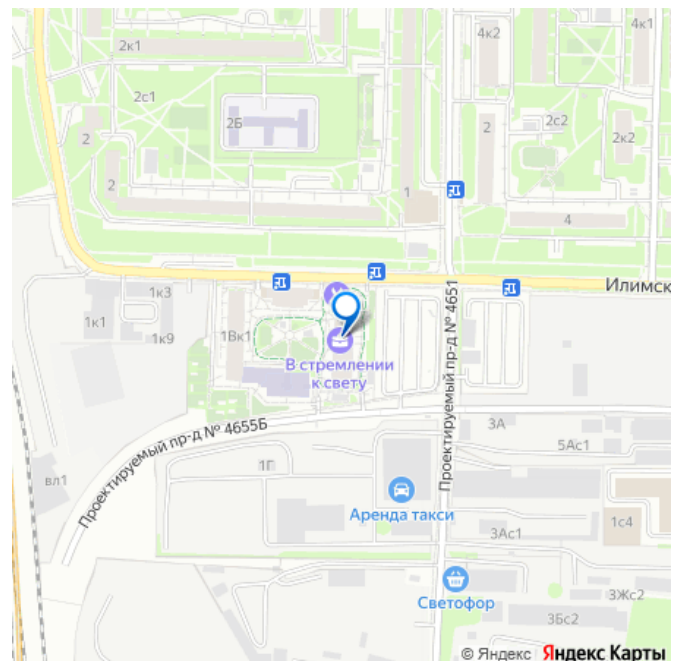 2к1
4к2
4к1
2с1
2Б
2
2
2с2
2
2к2
1
4
Илимск
1к3
1к1
1к9
1Вк1
В стремлении
к свету
Проектируемый пр-д № 4651
Проектируемый пр-д № 4655Б
3А
5Ас1
1Г
вл1
Аренда такси
1с4
3Ас1
Светофор
3Жс2
3Бс2
© Яндекс Яндекс Карты